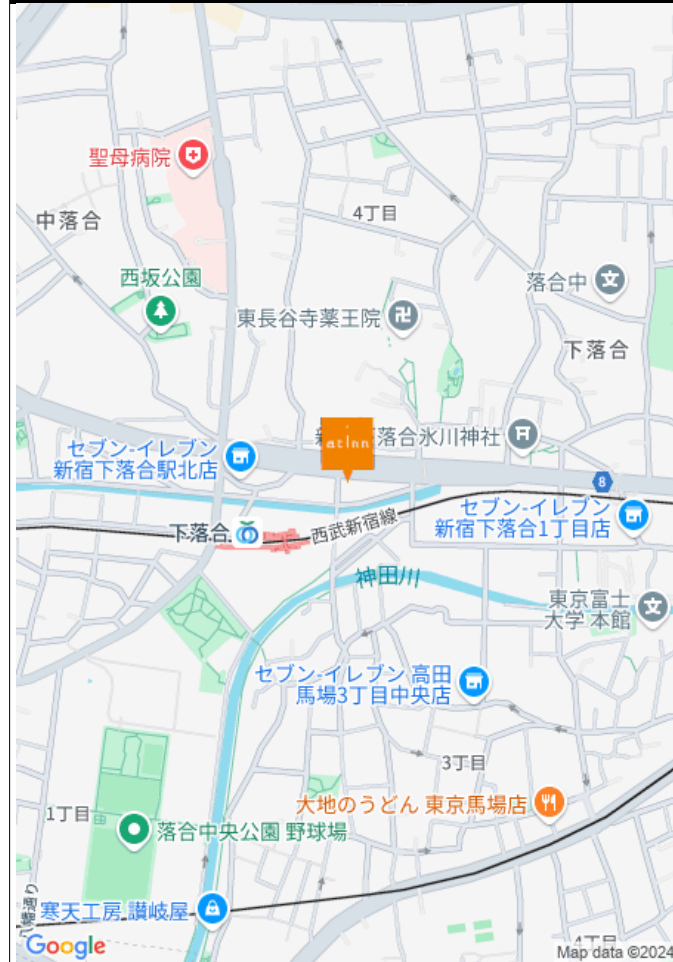 聖母病院
中落合
4丁目
西坂公園
落合中
東長谷寺薬王院
下落合
atInn
落合氷川神社
セブン-イレブン
新宿下落合駅北店
8
下落合
西武新宿線
セブン-イレブン
新宿下落合1丁目店
神田川
東京富士
大学 本館
セブン-イレブン 高田
馬場3丁目中央店
3丁目
大地のうどん 東京馬場店
1丁目
落合中央公園 野球場
八幡通り
寒天工房 讃岐屋
4丁目
Google
Map data ©2024